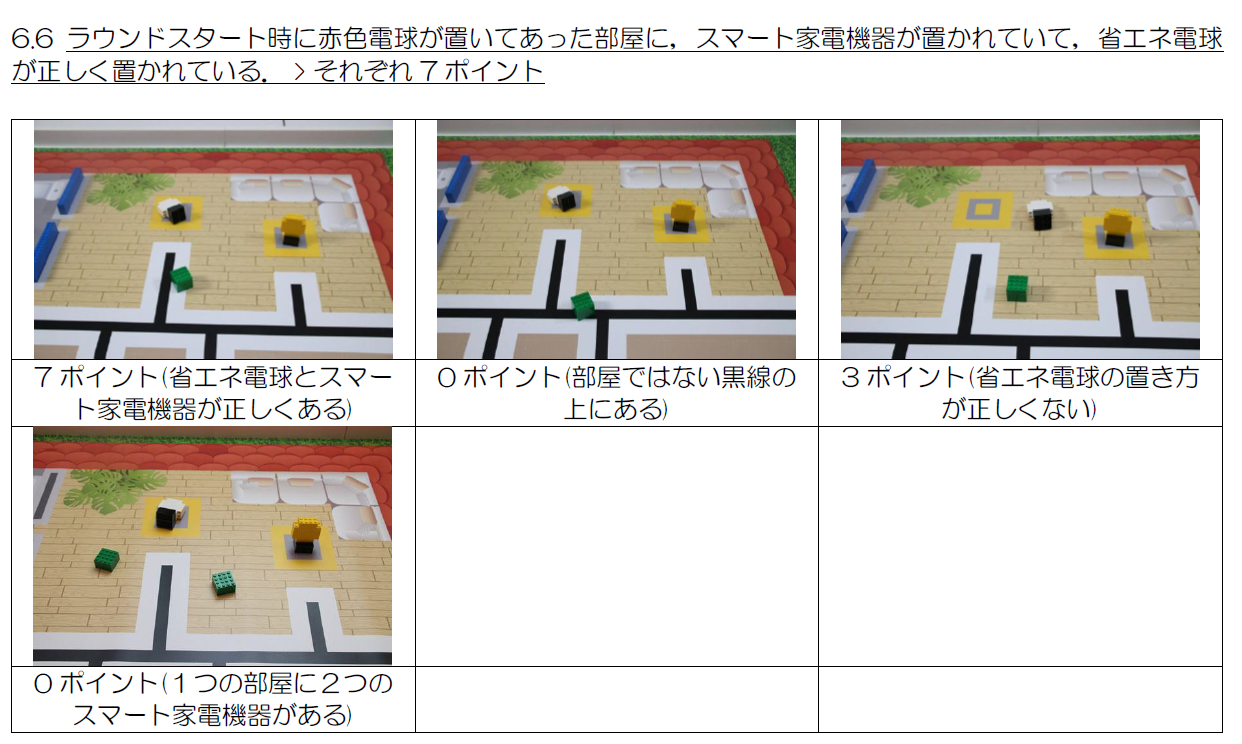 6.6 ラウンドスタート時に赤色電球が置いてあった部屋に，スマート家電機器が置かれていて，省エネ電球
が正しく置かれている． > それぞれ 7 ポイント
7 ポイント(省エネ電球とスマー
ト家電機器が正しくある)
0 ポイント(部屋ではない黒線の
上にある)
3 ポイント(省エネ電球の置き方
が正しくない)
0 ポイント(１つの部屋に２つの
スマート家電機器がある)